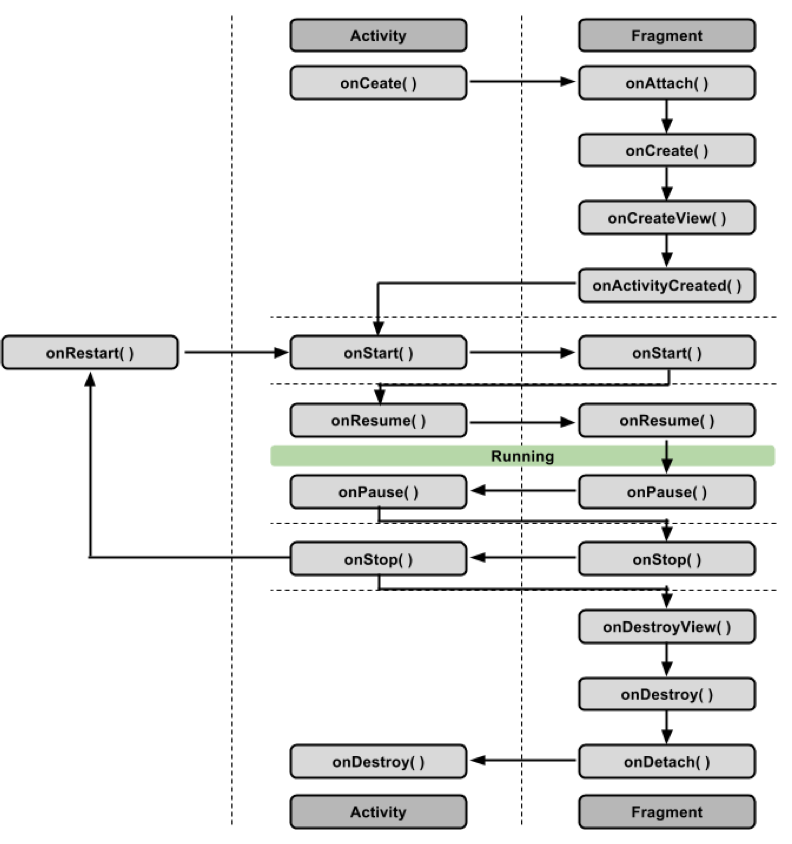 Activity
Fragment
onCeate( )
onAttach( )
onCreate( )
onCreateView( )
onActivityCreated( )
onRestart( )
onStart( )
onStart( )
onResume( )
onResume( )
Running
onPause( )
onPause( )
onStop( )
onStop( )
onDestroyView( )
onDestroy( )
onDestroy( )
onDetach( )
Activity
Fragment